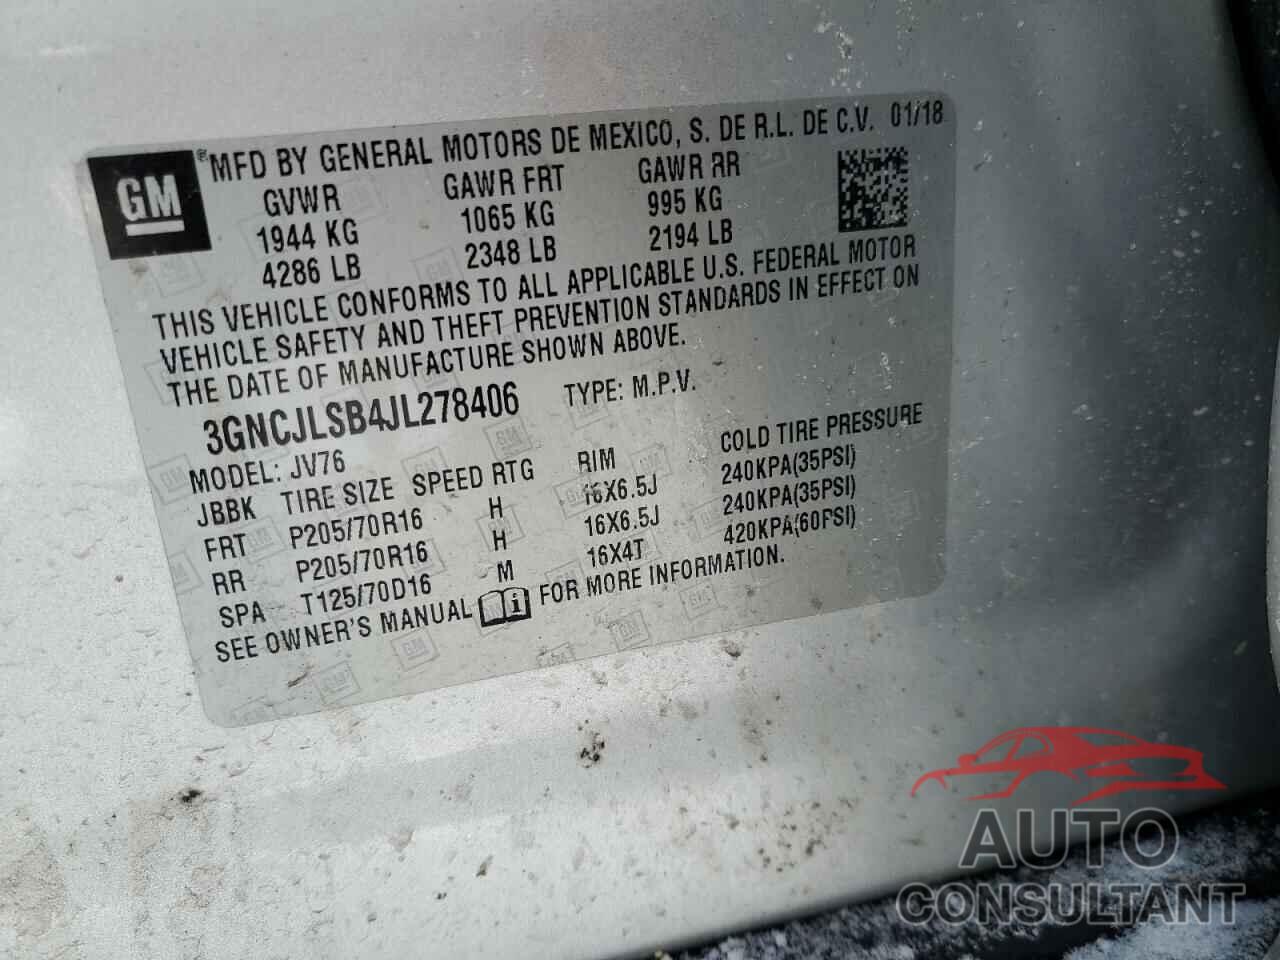 GM
® MFD BY GENERAL MOTORS DE MEXICO, S. DE R.L. DE C.V. 01/18
GVWR GAWR FRT GAWR RR
1944 KG 1065 KG 995 KG
4286 LB 2348 LB 2194 LB
THIS VEHICLE CONFORMS TO ALL APPLICABLE U.S. FEDERAL MOTOR
VEHICLE SAFETY AND THEFT PREVENTION STANDARDS IN EFFECT ON
THE DATE OF MANUFACTURE SHOWN ABOVE.
3GNCJLSB4JL278406 TYPE: M.P.V.
MODEL: JV76
JBBK TIRE SIZE SPEED RTG RIM COLD TIRE PRESSURE
FRT P205/70R16 H 16X6.5J 240KPA(35PSI)
RR P205/70R16 H 16X6.5J 240KPA(35PSI)
SPA T125/70D16 M 16X4T 420KPA(60PSI)
SEE OWNER'S MANUAL i FOR MORE INFORMATION.
AUTO
CONSULTANT